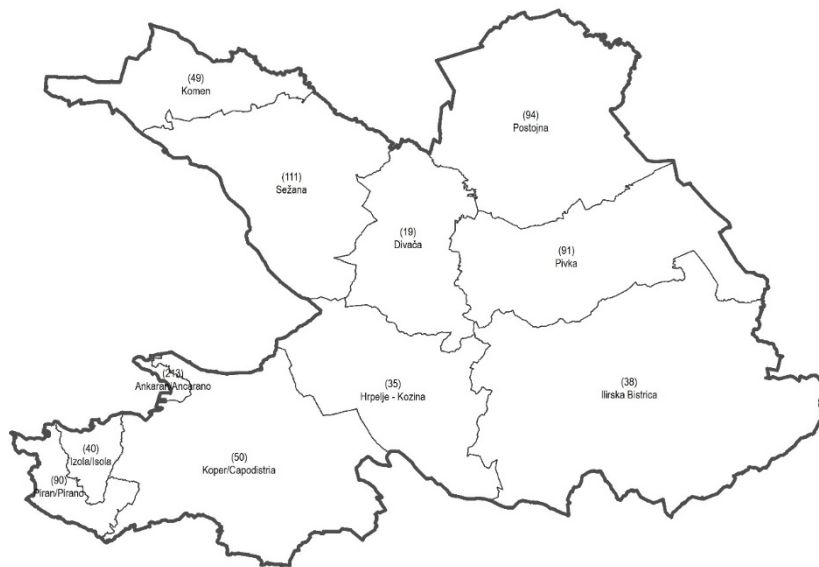 (49)
Komen
(94)
Postojna
(111)
Sežana
(19)
Divača
(91)
Pivka
(213)
Ankaran/Ancarano
(35)
Hrpelje - Kozina
(38)
Ilirska Bistrica
(40)
Izola/Isola
(50)
Koper/Capodistria
(90)
Piran/Pirano